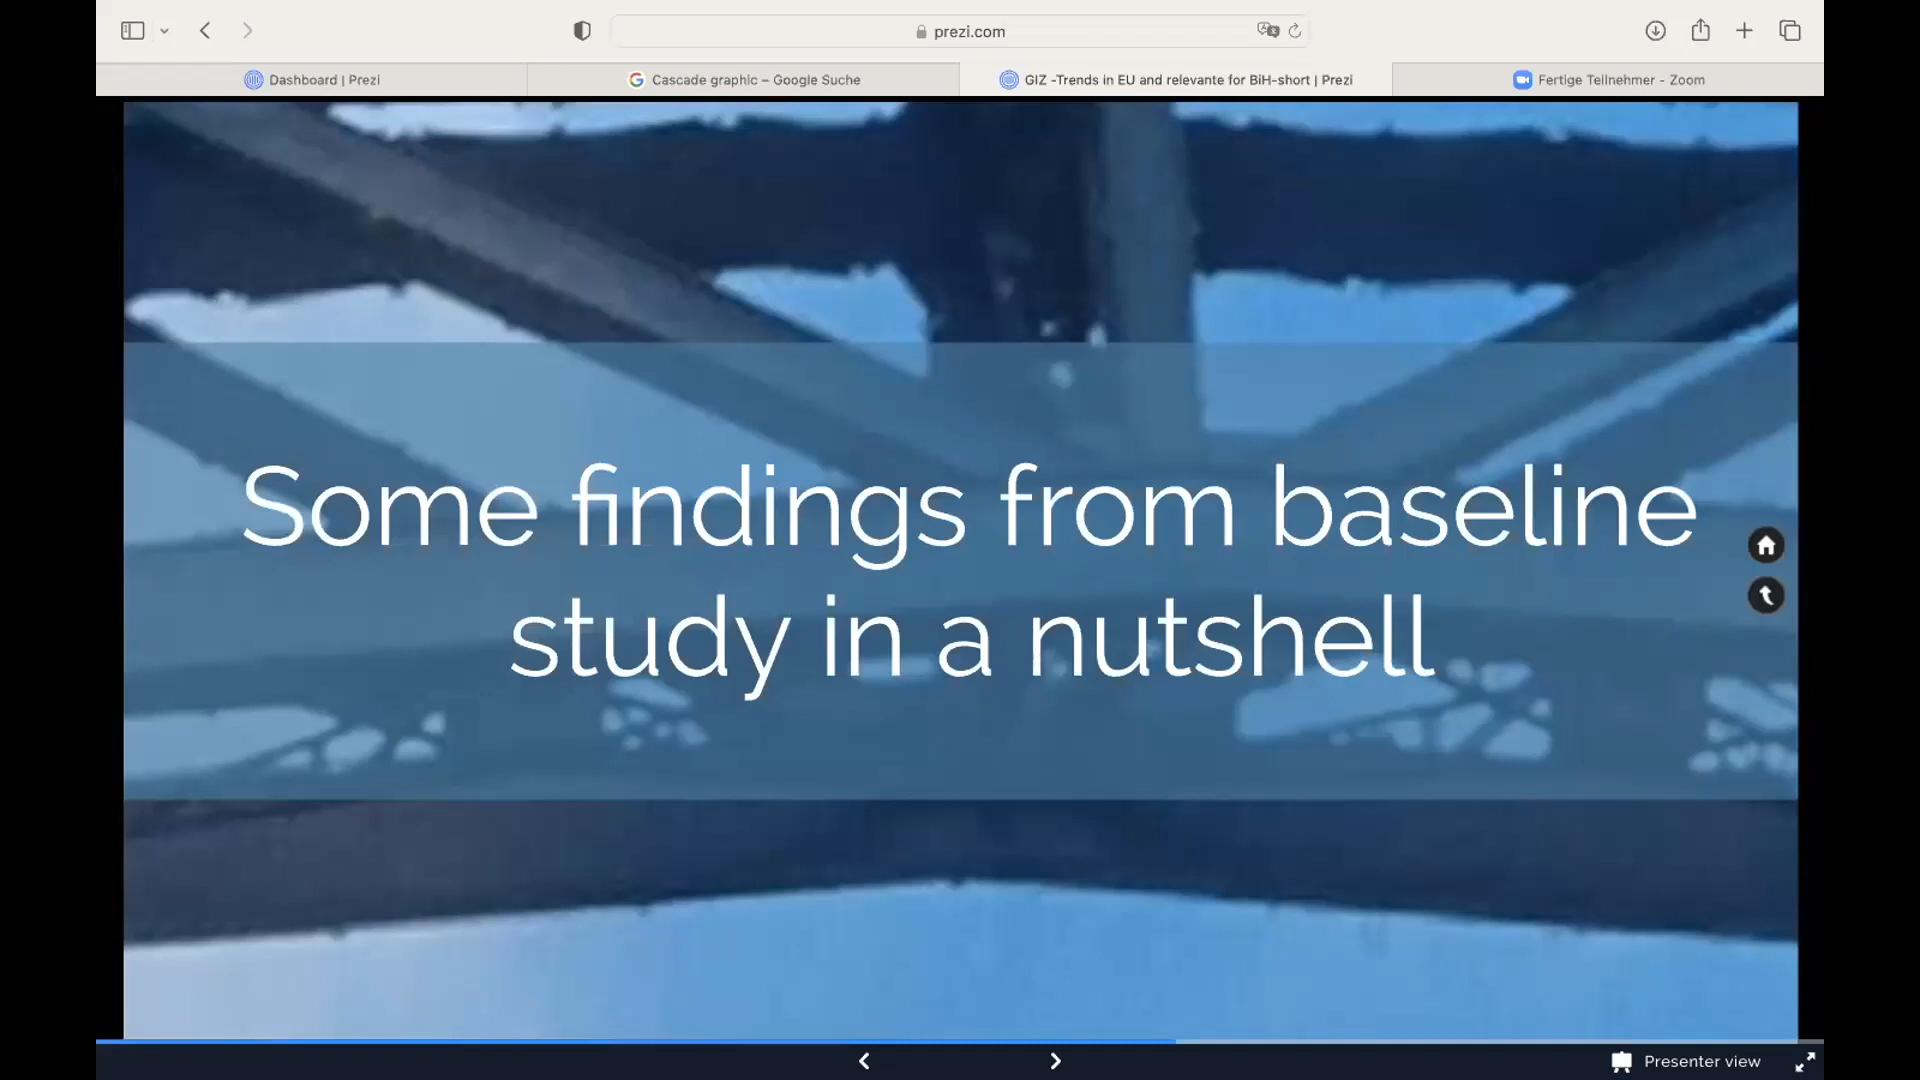 prezi.com
Dashboard | Prezi
Cascade graphic – Google Suche
GIZ -Trends in EU and relevante for BiH-short | Prezi
Fertige Teilnehmer - Zoom
Some findings from baseline
study in a nutshell
Presenter view